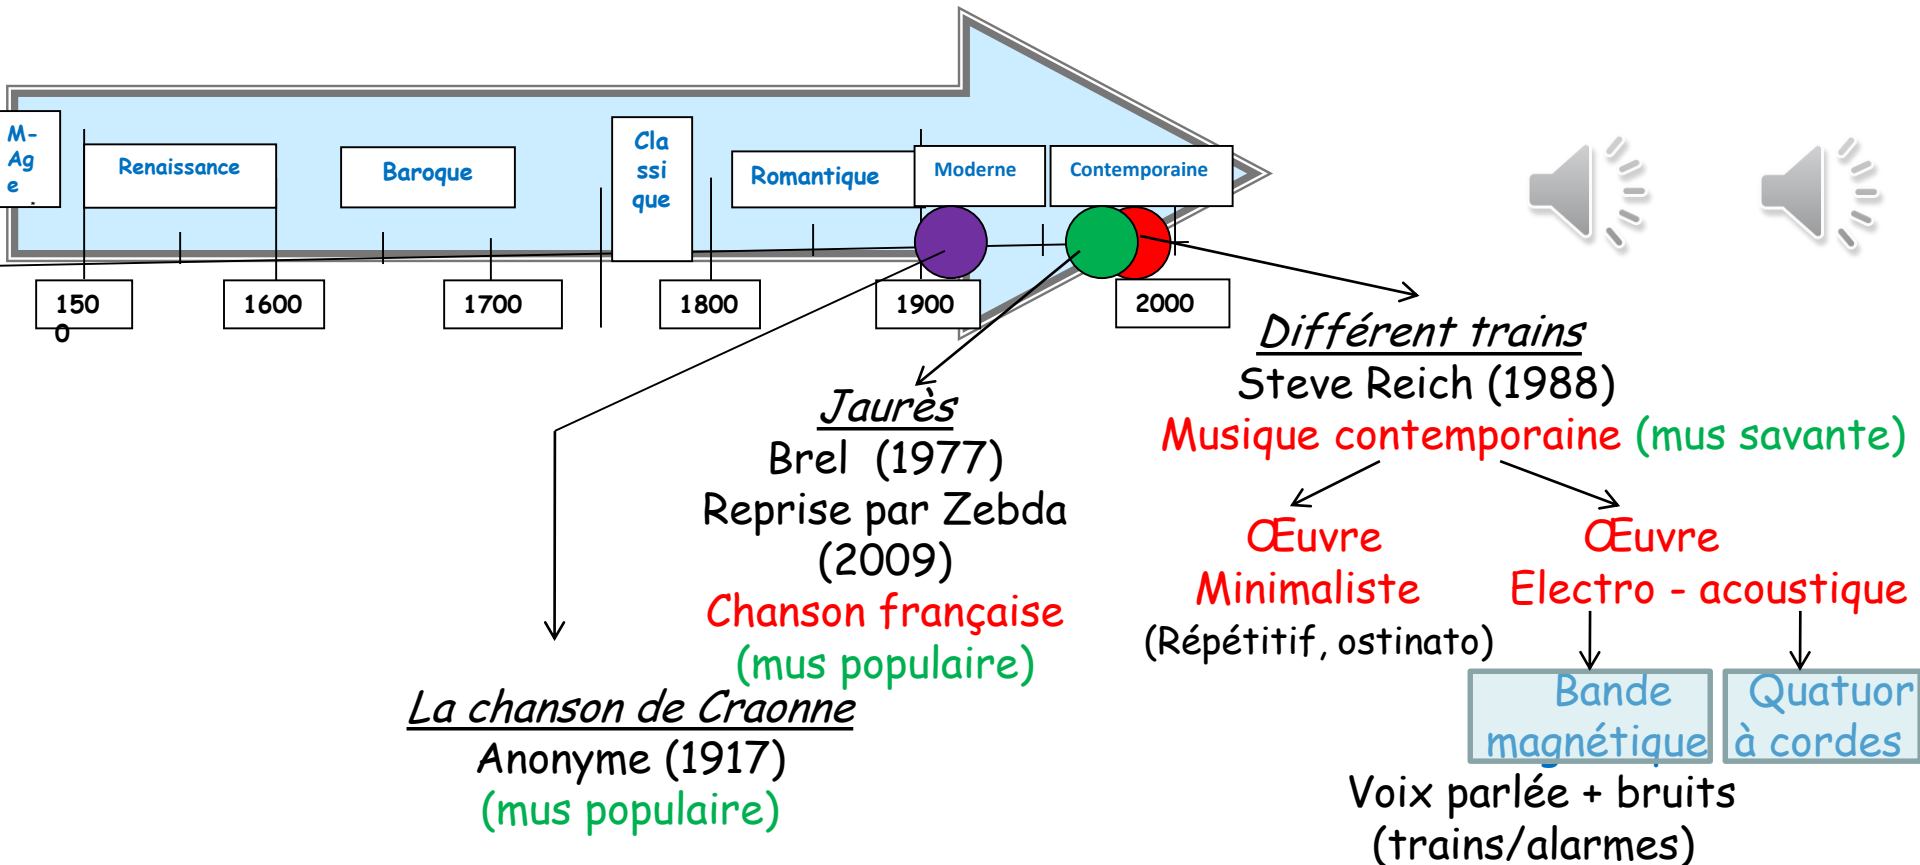 M-
Ag
e
.
Renaissance
Baroque
Cla
ssi
que
Romantique
Moderne
Contemporaine
150
0
1600
1700
1800
1900
2000
Différent trains
Steve Reich (1988)
Musique contemporaine (mus savante)
Œuvre
Minimaliste
(Répétitif, ostinato)
Œuvre
Electro - acoustique
Bande
magnétique
Quatuor
à cordes
Voix parlée + bruits
(trains/alarmes)
Jaurès
Brel (1977)
Reprise par Zebda
(2009)
Chanson française
(mus populaire)
La chanson de Craonne
Anonyme (1917)
(mus populaire)